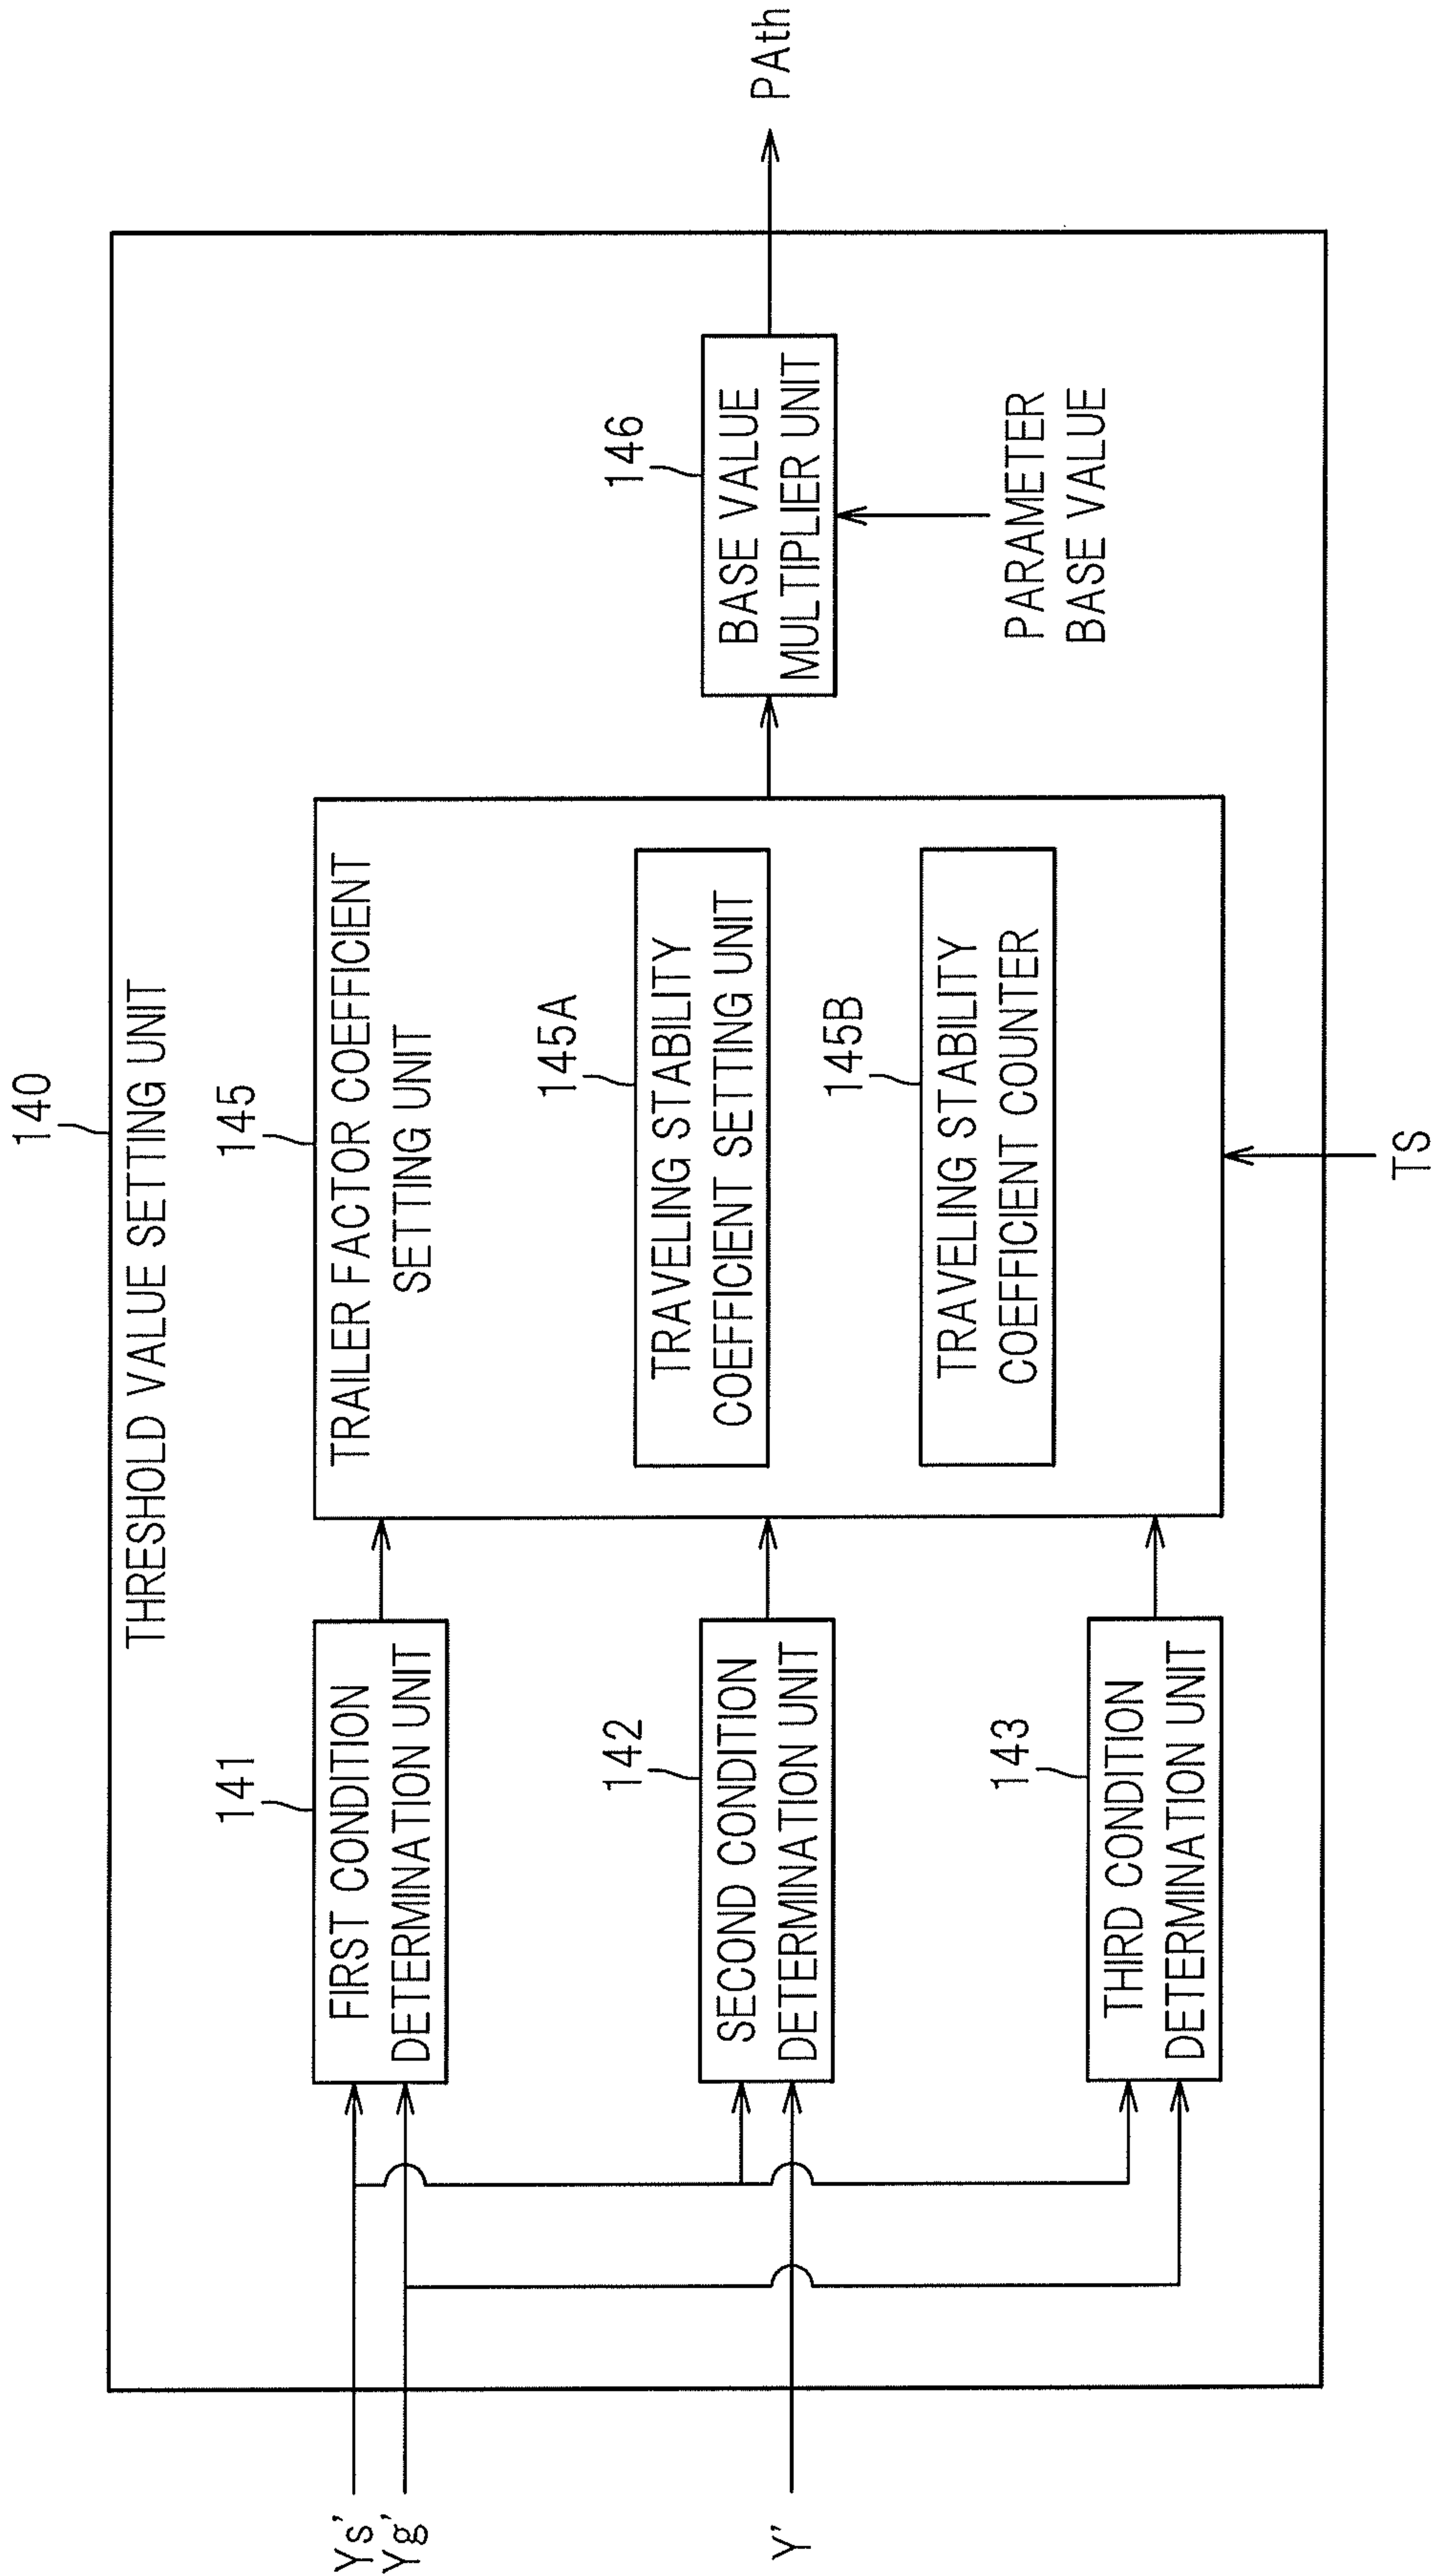 140
THRESHOLD VALUE SETTING UNIT
Ys'
Yg'
Y'
141
FIRST CONDITION
DETERMINATION UNIT
142
SECOND CONDITION
DETERMINATION UNIT
143
THIRD CONDITION
DETERMINATION UNIT
145
TRAILER FACTOR COEFFICIENT
SETTING UNIT
145A
TRAVELING STABILITY
COEFFICIENT SETTING UNIT
145B
TRAVELING STABILITY
COEFFICIENT COUNTER
TS
146
BASE VALUE
MULTIPLIER UNIT
PARAMETER
BASE VALUE
PAth